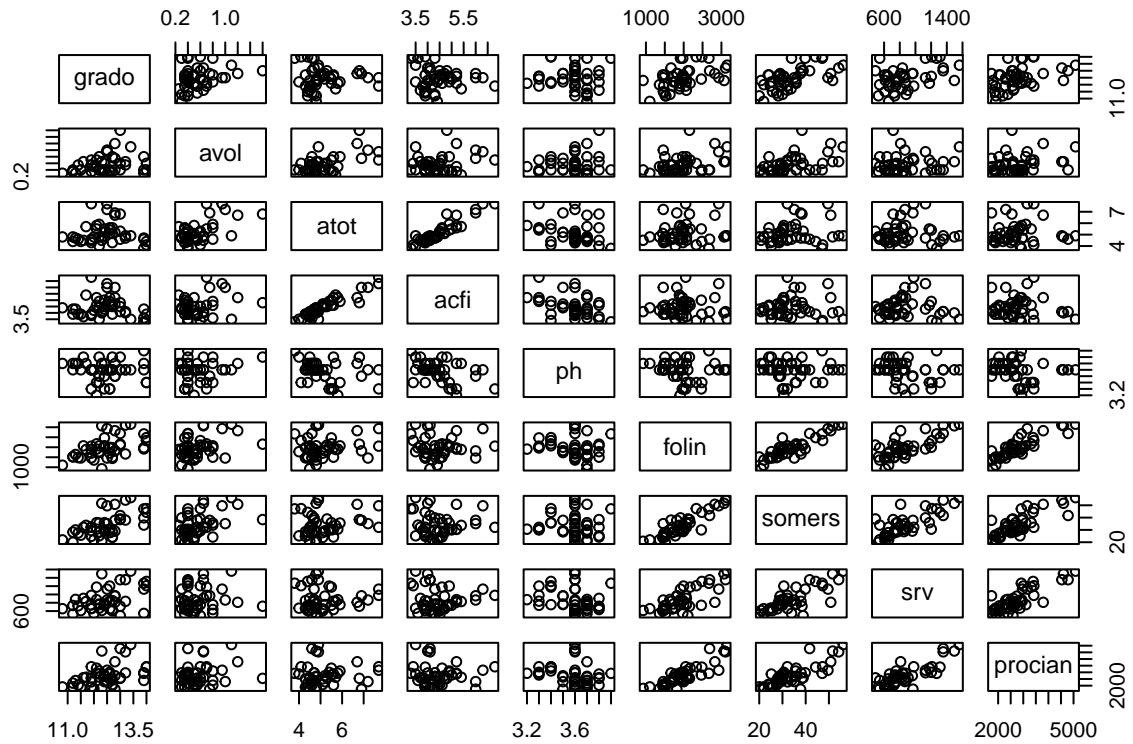 0.2 1.0 3.5 5.5 1000 3000 600 1400
grado 11.0
0.2 avol
atot 4 7
3.5 acfi
ph 3.2
1000 folin
somers 20
600 srv
procian 2000
11.0 13.5 4 6 3.2 3.6 20 40 2000 5000